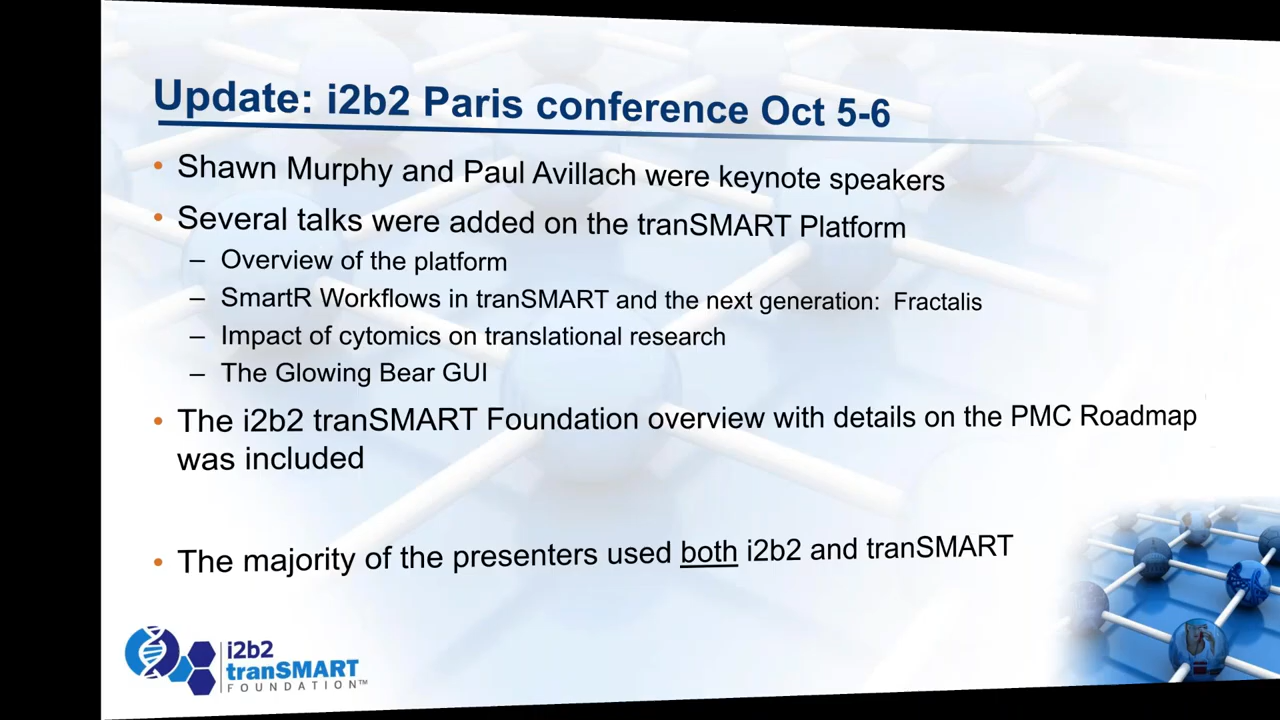 Update: i2b2 Paris conference Oct 5-6
• Shawn Murphy and Paul Avillach were keynote speakers
• Several talks were added on the tranSMART Platform
– Overview of the platform
– SmartR Workflows in tranSMART and the next generation: Fractalis
– Impact of cytomics on translational research
– The Glowing Bear GUI
• The i2b2 tranSMART Foundation overview with details on the PMC Roadmap
was included
• The majority of the presenters used both i2b2 and tranSMART
i2b2
tranSMART
FOUNDATION™